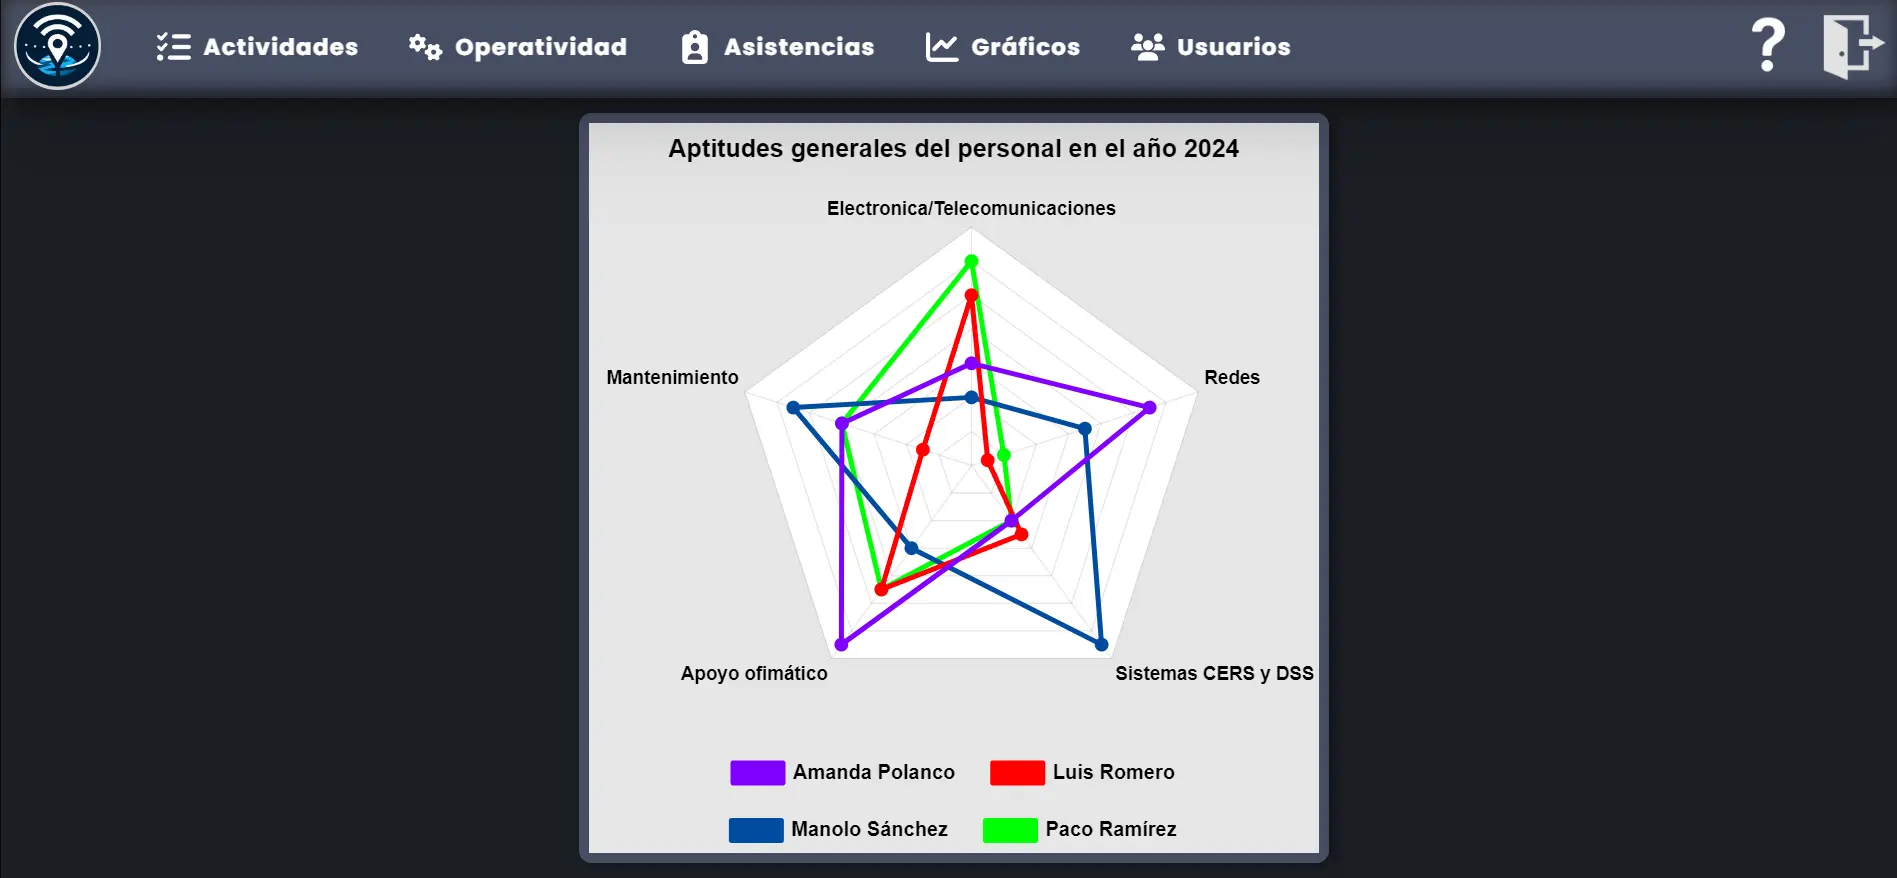 Actividades
Operatividad
Asistencias
Gráficos
Usuarios
Aptitudes generales del personal en el año 2024
Electronica/Telecomunicaciones
Mantenimiento
Redes
Apoyo ofimático
Sistemas CERS y DSS
Amanda Polanco
Luis Romero
Manolo Sánchez
Paco Ramírez